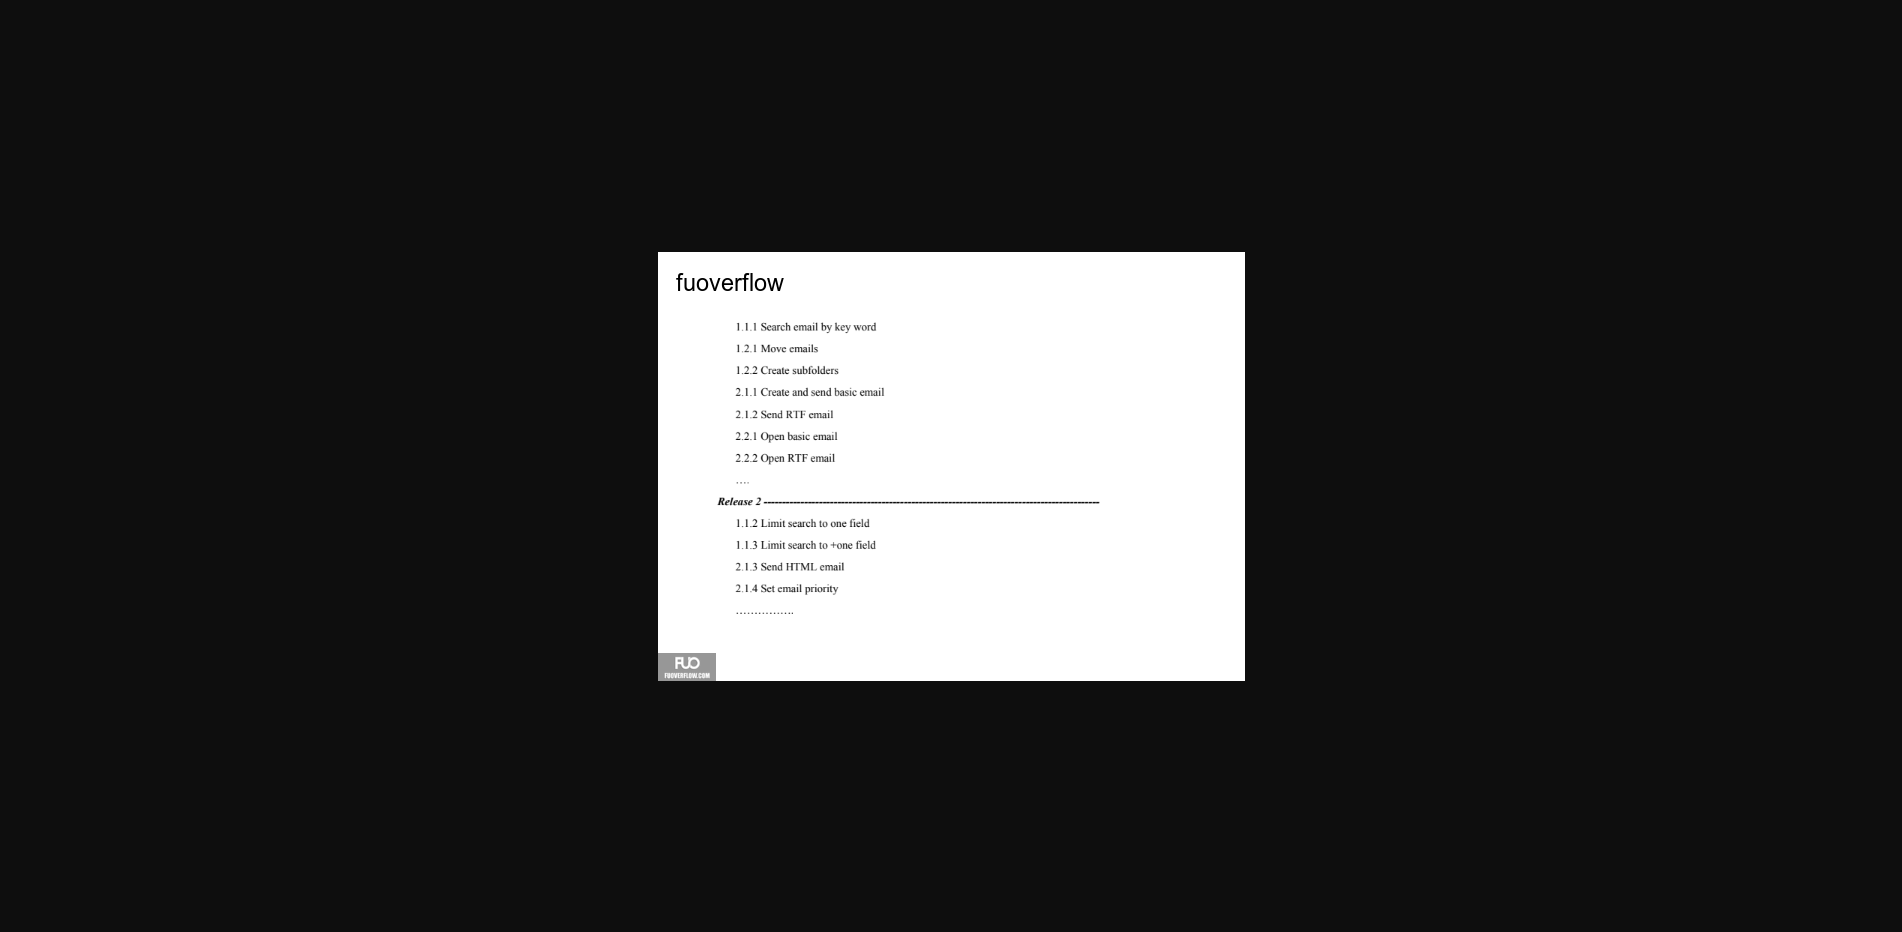 fuoverflow
1.1.1 Search email by key word
1.2.1 Move emails
1.2.2 Create subfolders
2.1.1 Create and send basic email
2.1.2 Send RTF email
2.2.1 Open basic email
2.2.2 Open RTF email
….
Release 2 --------------------------------------------------------------------------------------------
1.1.2 Limit search to one field
1.1.3 Limit search to +one field
2.1.3 Send HTML email
2.1.4 Set email priority
…………….
FUO
FUOVERFLOW.COM